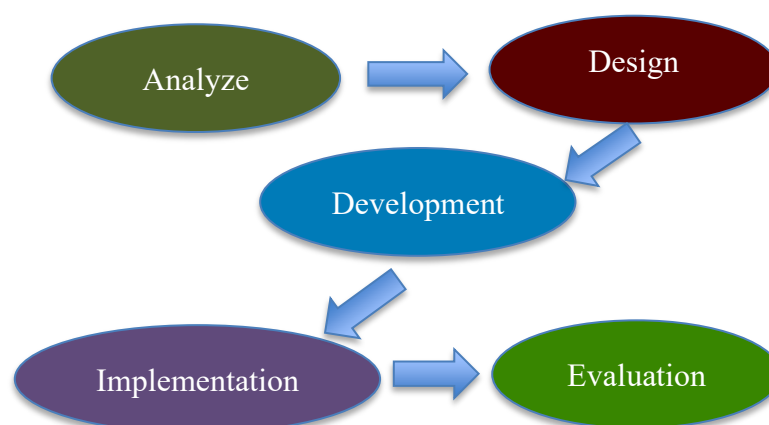 Analyze
Design
Development
Implementation
Evaluation